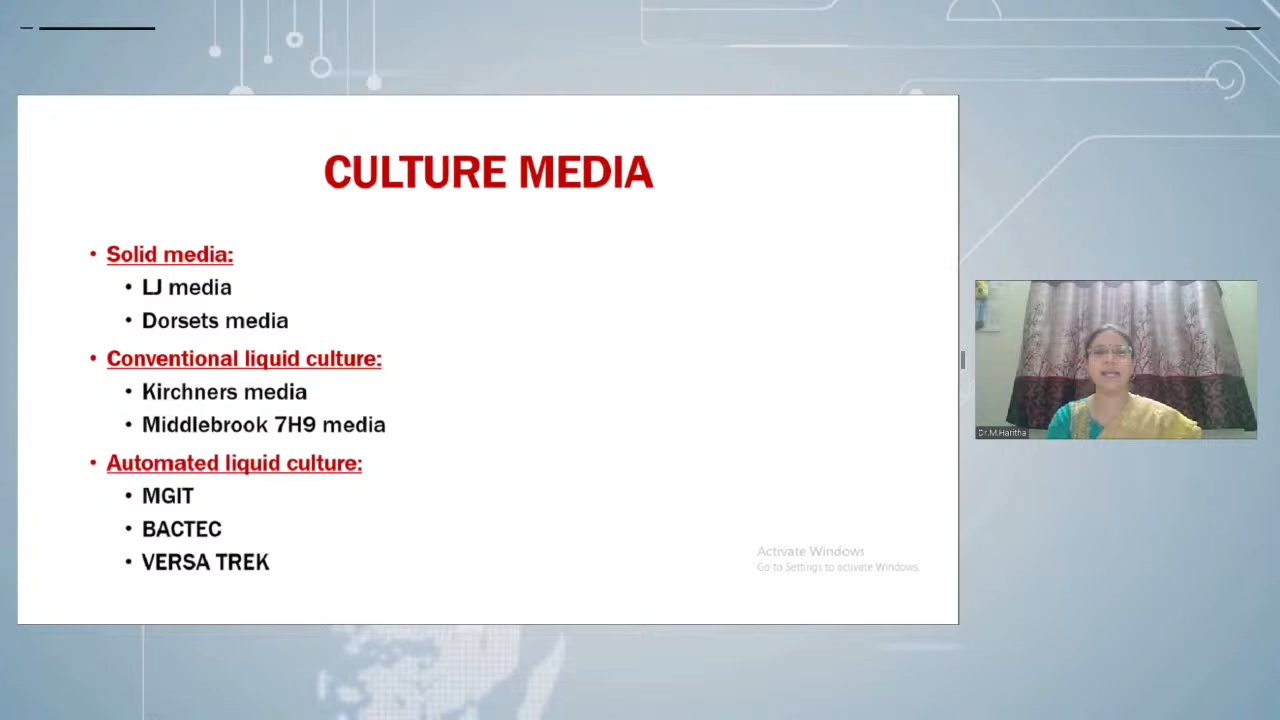 CULTURE MEDIA
• Solid media:
• LJ media
• Dorsets media
• Conventional liquid culture:
• Kirchners media
• Middlebrook 7H9 media
• Automated liquid culture:
• MGIT
• BACTEC
• VERSA TREK
Activate Windows
Go to Settings to activate Windows.
Dr.M.Haritha